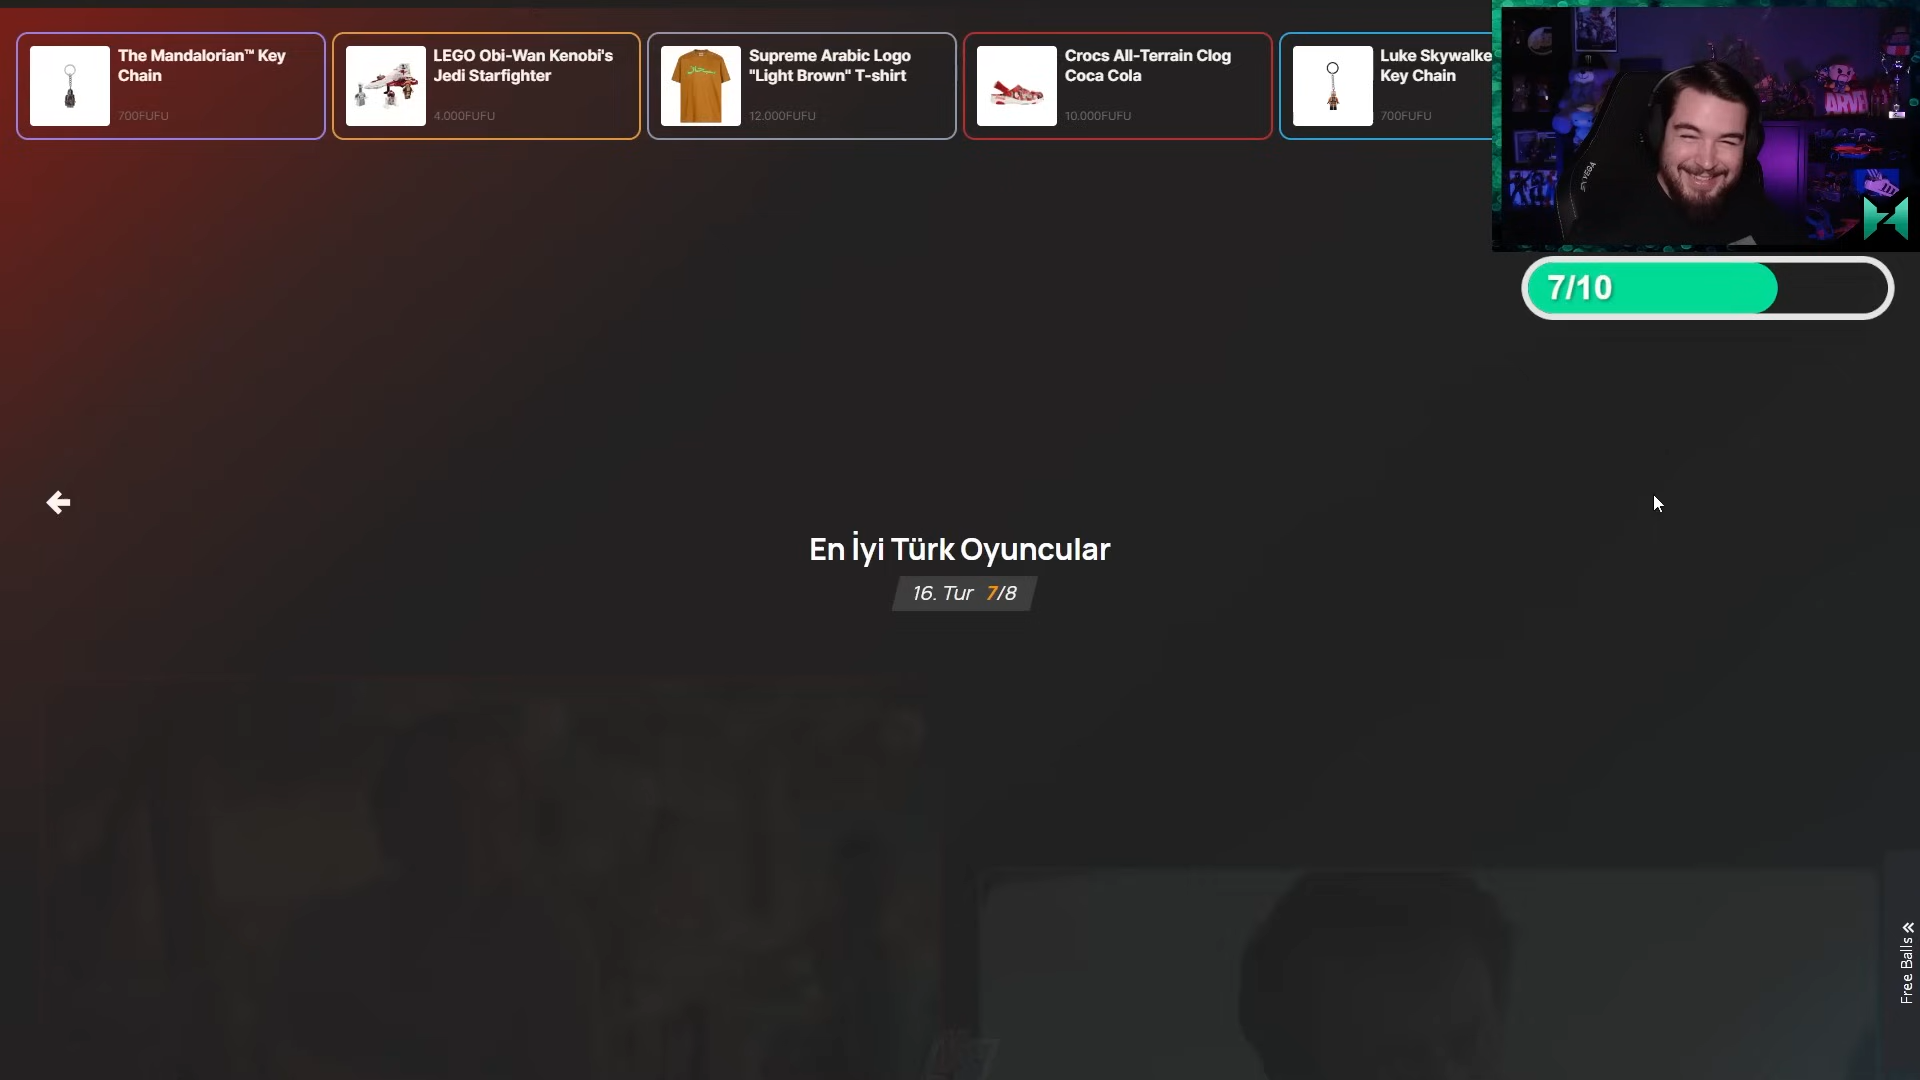 The Mandalorian™ Key
Chain
700FUFU
LEGO Obi-Wan Kenobi's
Jedi Starfighter
4.000FUFU
Supreme Arabic Logo
"Light Brown" T-shirt
12.000FUFU
Crocs All-Terrain Clog
Coca Cola
10.000FUFU
Luke Skywalke
Key Chain
700FUFU
MARVEL
VEGA
7/10
En İyi Türk Oyuncular
16. Tur 7/8
Free Balls